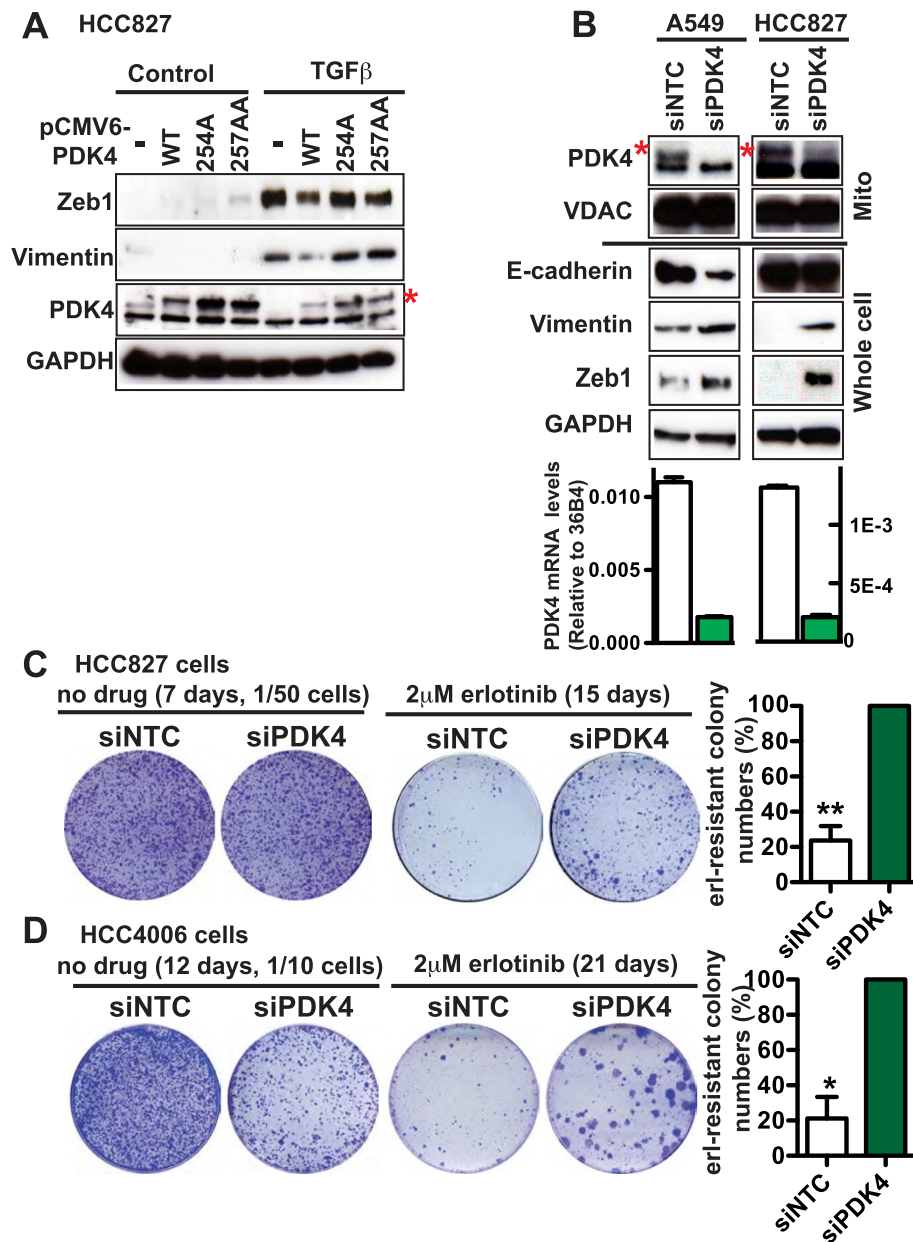 A HCC827
Control TGFβ
pCMV6-
PDK4
- WT 254A 257AA - WT 254A 257AA
Zeb1
Vimentin
PDK4 *
GAPDH
B A549 HCC827
siNTC siPDK4 siNTC siPDK4
PDK4 * *
VDAC
Mito
E-cadherin
Vimentin
Zeb1
GAPDH
Whole cell
PDK4 mRNA levels
(Relative to 36B4)
0.010
0.005
0.000
1E-3
5E-4
0
C HCC827 cells
no drug (7 days, 1/50 cells) 2μM erlotinib (15 days)
siNTC siPDK4 siNTC siPDK4
erl-resistant colony
numbers (%)
100
80
60
40
20
0
**
siNTC siPDK4
D HCC4006 cells
no drug (12 days, 1/10 cells) 2μM erlotinib (21 days)
siNTC siPDK4 siNTC siPDK4
erl-resistant colony
numbers (%)
100
80
60
40
20
0
*
siNTC siPDK4